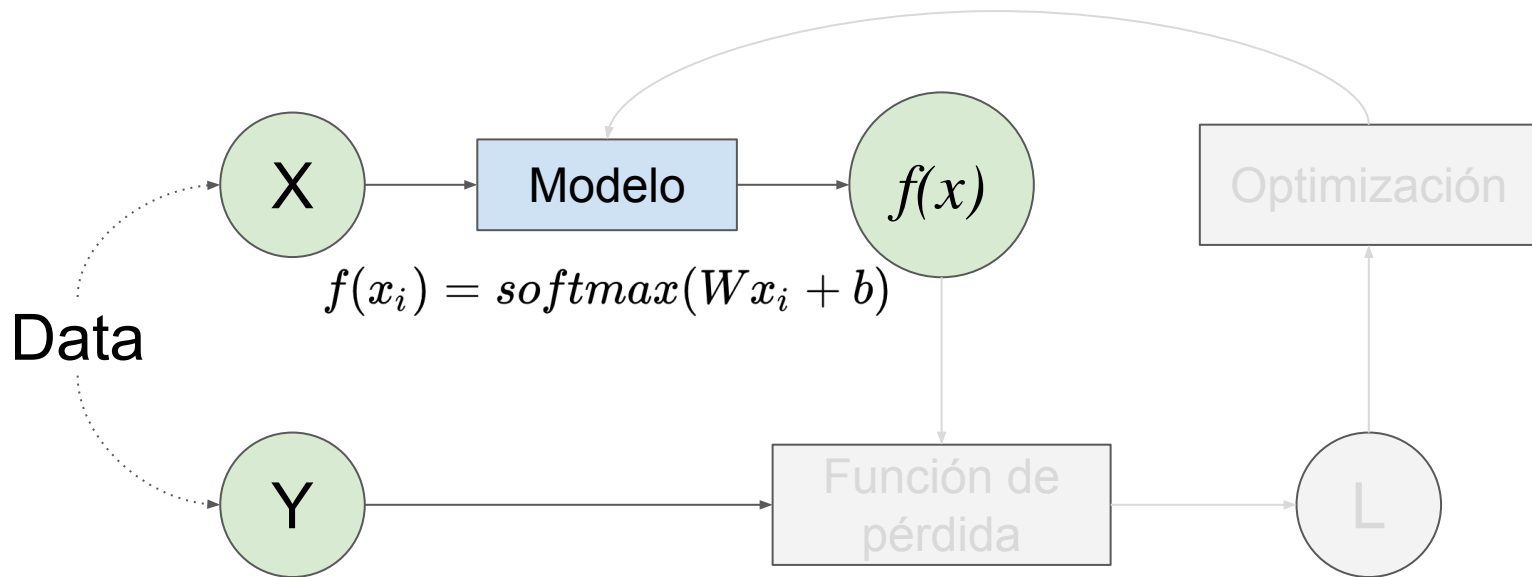 X
Modelo
f(x)
Optimización
f(x_i) = softmax(Wx_i + b)
Data
Y
Función de
pérdida
L